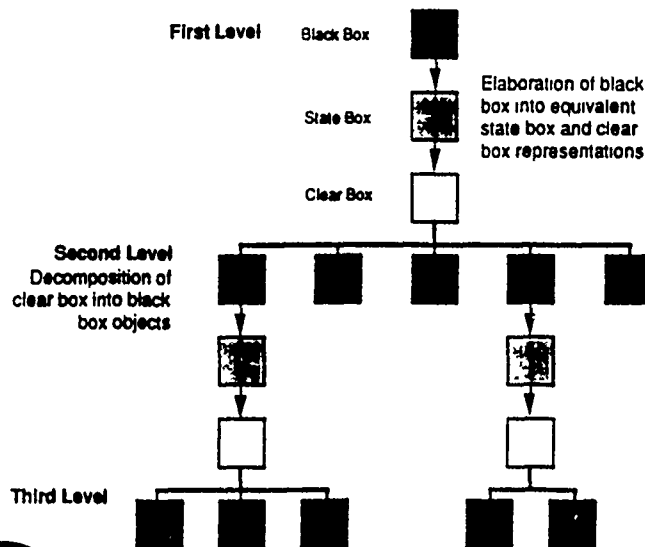 First Level
Black Box
State Box
Elaboration of black
box into equivalent
state box and clear
box representations
Clear Box
Second Level
Decomposition of
clear box into black
box objects
Third Level